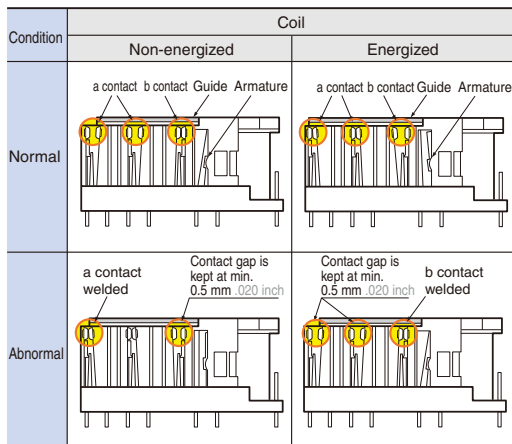 Condition
Coil
Non-energized
Energized
Normal
a contact b contact Guide Armature
a contact b contact Guide Armature
Abnormal
a contact
welded
Contact gap is
kept at min.
0.5 mm .020 inch
Contact gap is
kept at min.
0.5 mm .020 inch
b contact
welded